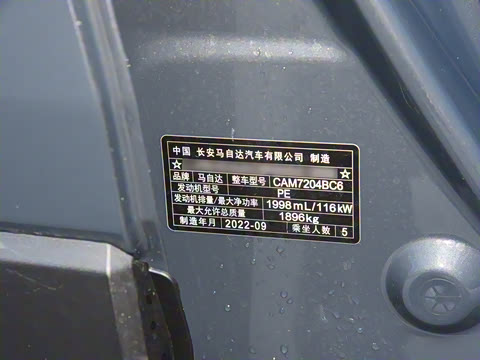 中国 长安马自达汽车有限公司 制造
☆ ☆
品牌 马自达 整车型号 CAM7204BC6
发动机型号 PE
发动机排量/最大净功率 1998mL/116kW
最大允许总质量 1896kg
制造年月 2022-09 乘坐人数 5